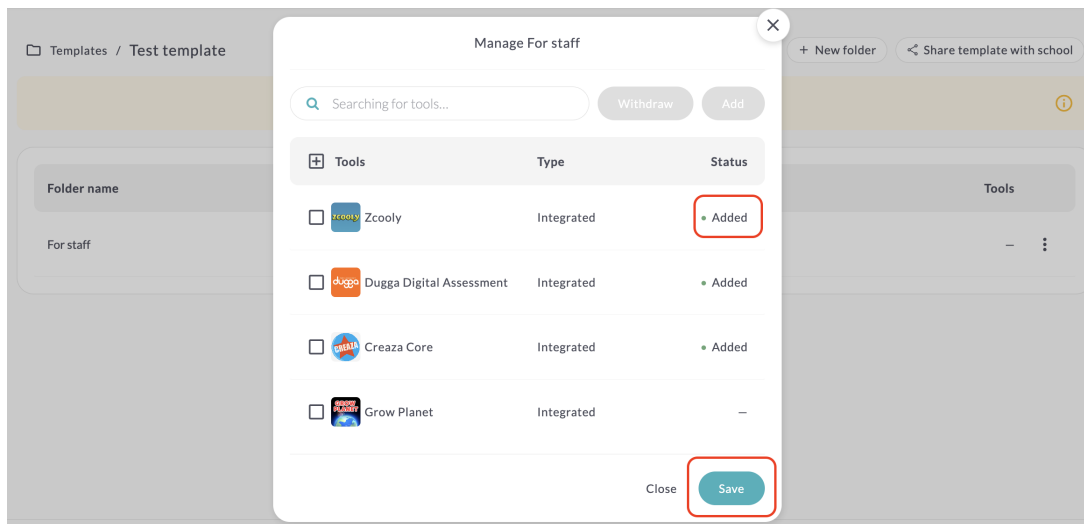 Manage For staff
Templates / Test template
+ New folder
Share template with school
Searching for tools...
Withdraw
Add
Tools Type Status
Folder name
Tools
zcooly Zcooly Integrated Added
For staff
–
dugga Dugga Digital Assessment Integrated Added
CREAZA Creaza Core Integrated Added
GROW PLANET Grow Planet Integrated –
Close
Save